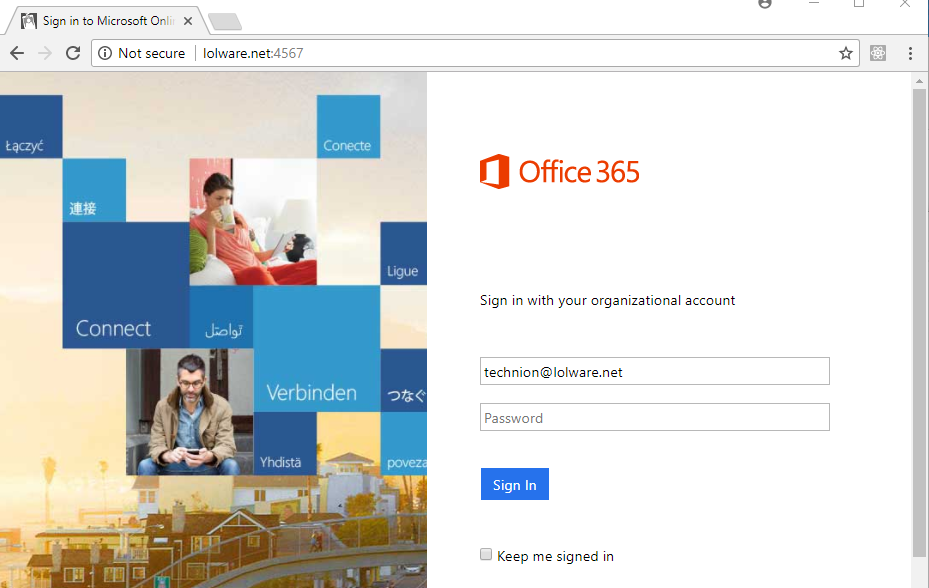 Sign in to Microsoft Onli
Not secure
lolware.net:4567
Łączyć
Conecte
連接
Ligue
Connect
تواصل
Verbinden
つなぐ
Yhdistä
poveza
Office 365
Sign in with your organizational account
technion@lolware.net
Password
Sign In
Keep me signed in